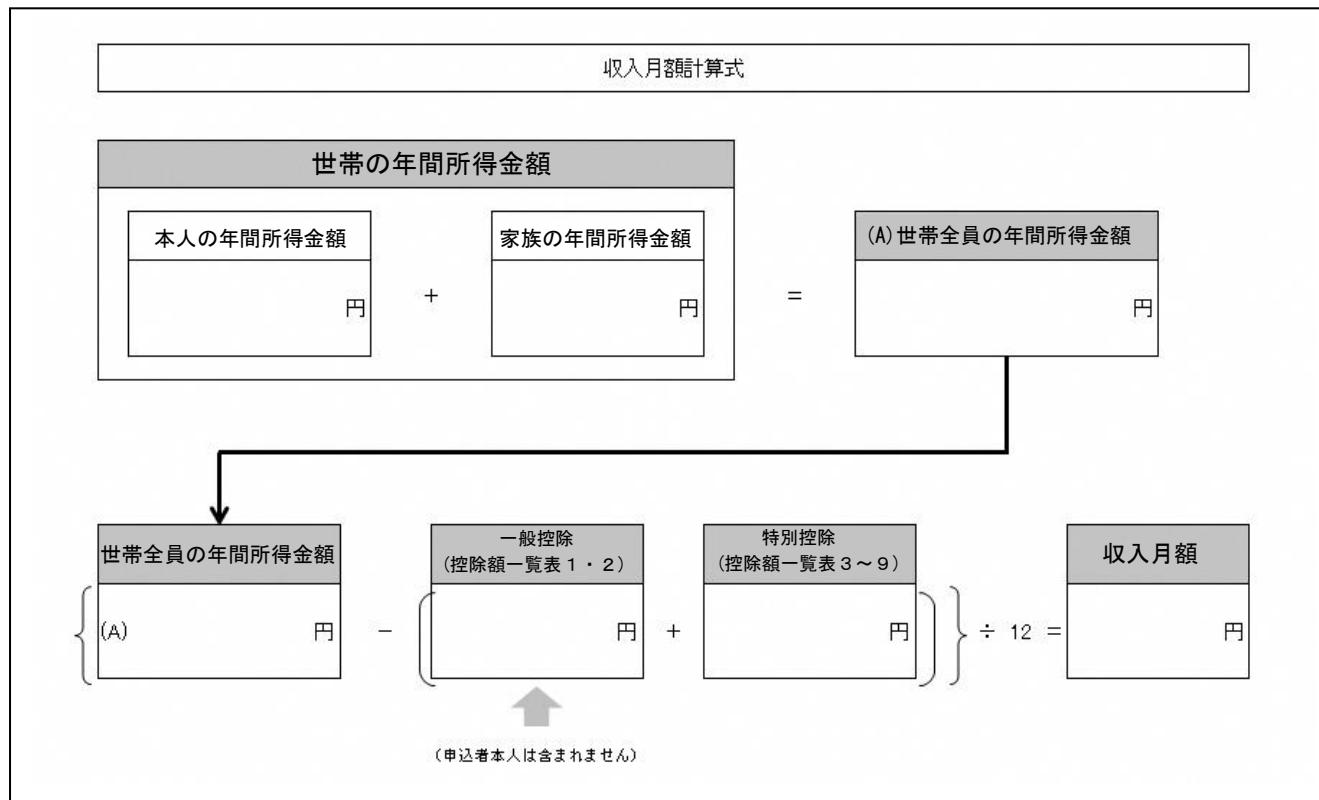 収入月額計算式
世帯の年間所得金額
本人の年間所得金額
家族の年間所得金額
(A)世帯全員の年間所得金額
円
+
円
=
円
世帯全員の年間所得金額
一般控除
(控除額一覧表1・2)
特別控除
(控除額一覧表3~9)
収入月額
{(A) 円 - ( 円 + 円 ) } ÷ 12 = 円
(申込者本人は含まれません)